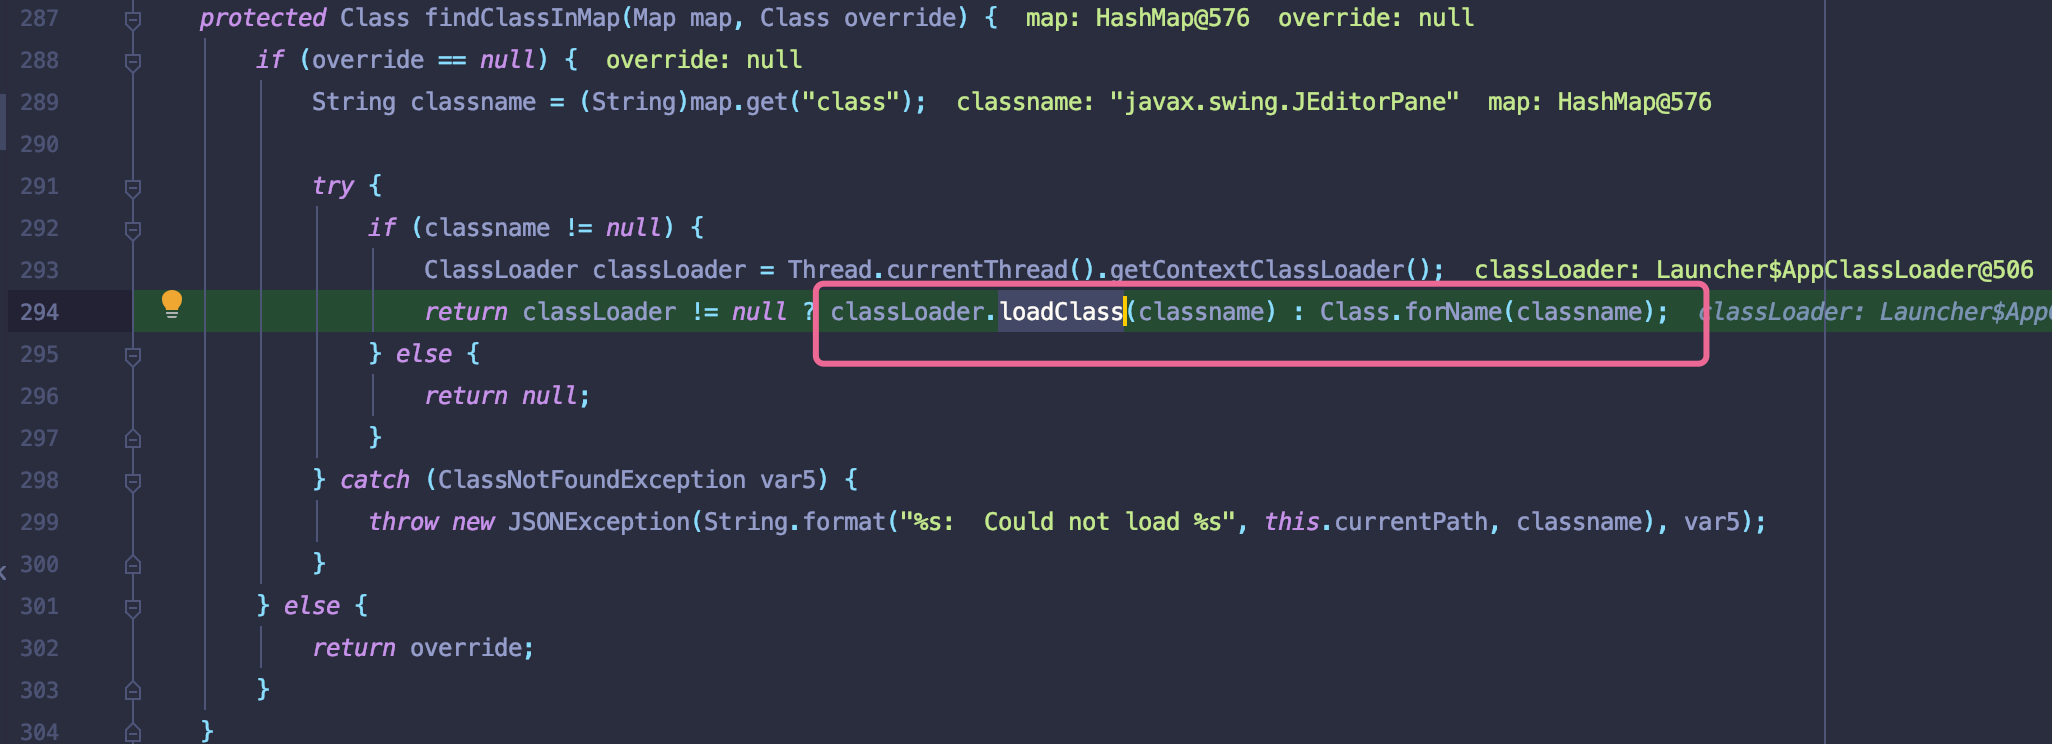 287 protected Class findClassInMap(Map map, Class override) { map: HashMap@576 override: null
288 if (override == null) { override: null
289 String classname = (String)map.get("class"); classname: "javax.swing.JEditorPane" map: HashMap@576
290
291 try {
292 if (classname != null) {
293 ClassLoader classLoader = Thread.currentThread().getContextClassLoader(); classLoader: Launcher$AppClassLoader@506
294 return classLoader != null ? classLoader.loadClass(classname) : Class.forName(classname); classLoader: Launcher$App
295 } else {
296 return null;
297 }
298 } catch (ClassNotFoundException var5) {
299 throw new JSONException(String.format("%s:  Could not load %s", this.currentPath, classname), var5);
300 }
301 } else {
302 return override;
303 }
304 }